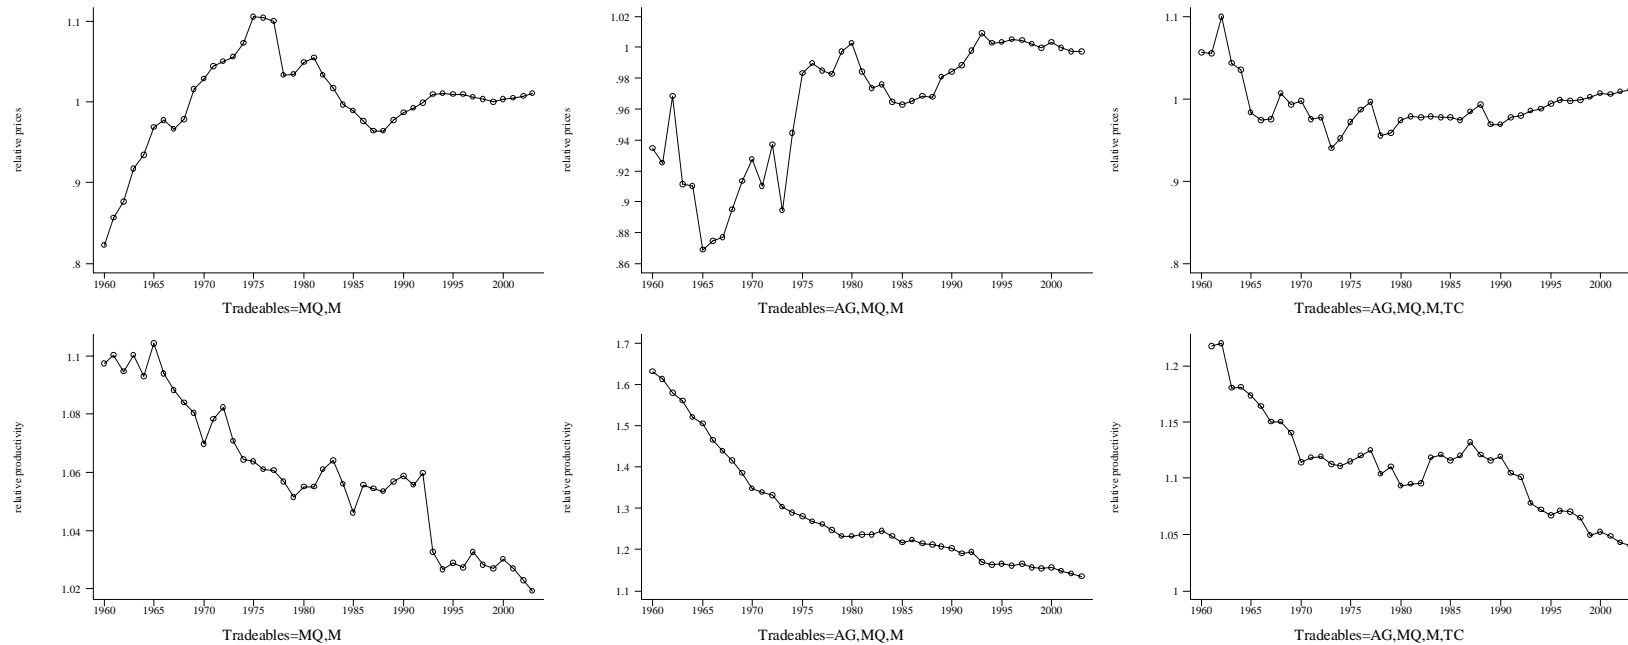 relative prices
1.1
1
.9
.8
1960 1965 1970 1975 1980 1985 1990 1995 2000
Tradeables=MQ,M
relative prices
1.02
1
.98
.96
.94
.92
.9
.88
.86
1960 1965 1970 1975 1980 1985 1990 1995 2000
Tradeables=AG,MQ,M
relative prices
1.1
1
.9
.8
1960 1965 1970 1975 1980 1985 1990 1995 2000
Tradeables=AG,MQ,M,TC
relative productivity
1.1
1.08
1.06
1.04
1.02
1960 1965 1970 1975 1980 1985 1990 1995 2000
Tradeables=MQ,M
relative productivity
1.7
1.6
1.5
1.4
1.3
1.2
1.1
1960 1965 1970 1975 1980 1985 1990 1995 2000
Tradeables=AG,MQ,M
relative productivity
1.2
1.15
1.1
1.05
1
1960 1965 1970 1975 1980 1985 1990 1995 2000
Tradeables=AG,MQ,M,TC